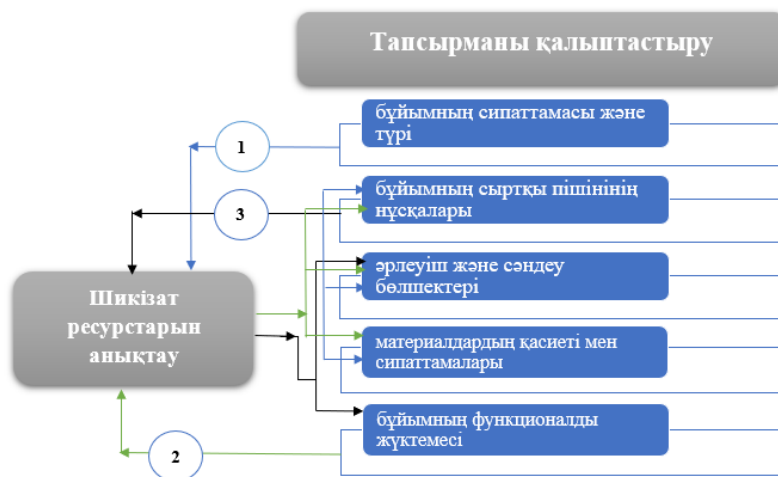 Тапсырманы қалыптастыру
бұйымның сипаттамасы және
түрі
1
бұйымның сыртқы пішінінің
нұсқалары
3
әрлеуіш және сәндеу
бөлшектері
Шикізат
ресурстарын
анықтау
материалдардың қасиеті мен
сипаттамалары
бұйымның функционалды
жүктемесі
2